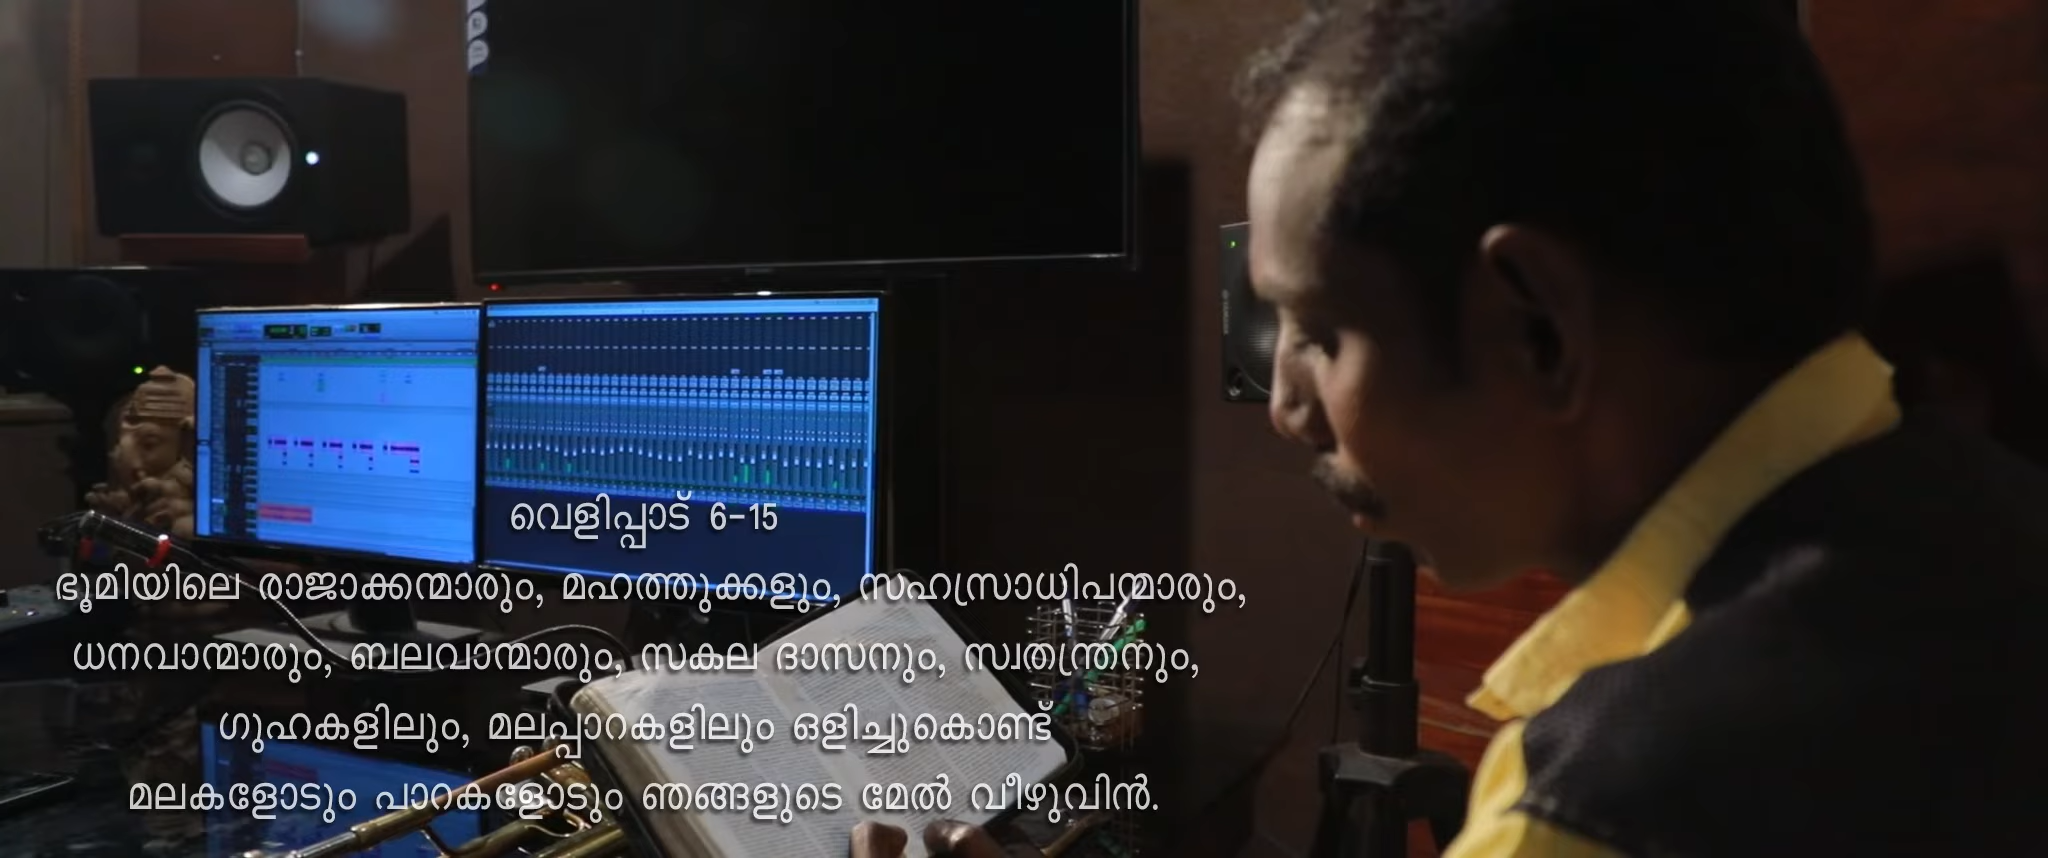 വെളിപ്പാട് 6-15
ഭൂമിയിലെ രാജാക്കന്മാരും, മഹത്തുക്കളും, സഹസ്രാധിപന്മാരും,
ധനവാന്മാരും, ബലവാന്മാരും, സകല ദാസനും, സ്വതന്ത്രനും,
ഗുഹകളിലും, മലപ്പാറകളിലും ഒളിച്ചുകൊണ്ട്
മലകളോടും പാറകളോടും ഞങ്ങളുടെ മേൽ വീഴുവിൻ.